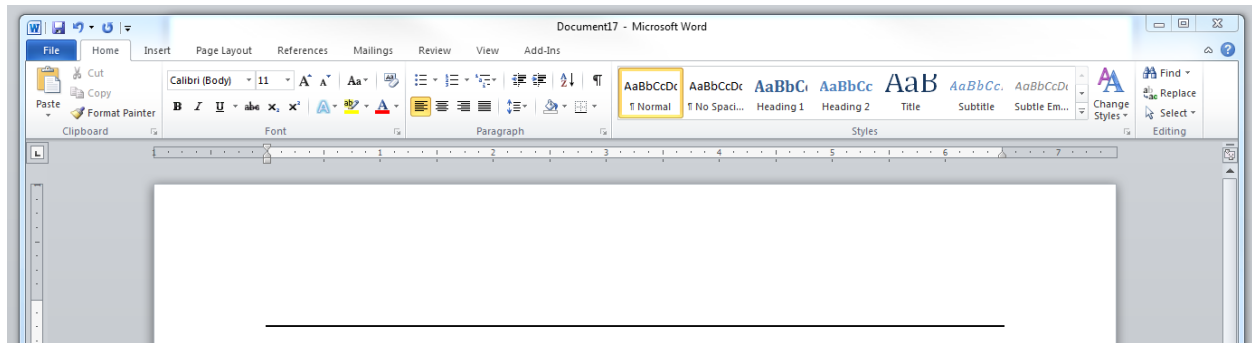 Document17 - Microsoft Word
File Home Insert Page Layout References Mailings Review View Add-Ins
Paste
Cut
Copy
Format Painter
Clipboard
Calibri (Body) 11
Font
Paragraph
AaBbCcDc AaBbCcDc AaBbC AaBbCc AaB AaBbCc. AaBbCcDc
¶ Normal ¶ No Spaci... Heading 1 Heading 2 Title Subtitle Subtle Em...
Change Styles
Styles
Find
Replace
Select
Editing
1 2 3 4 5 6 7